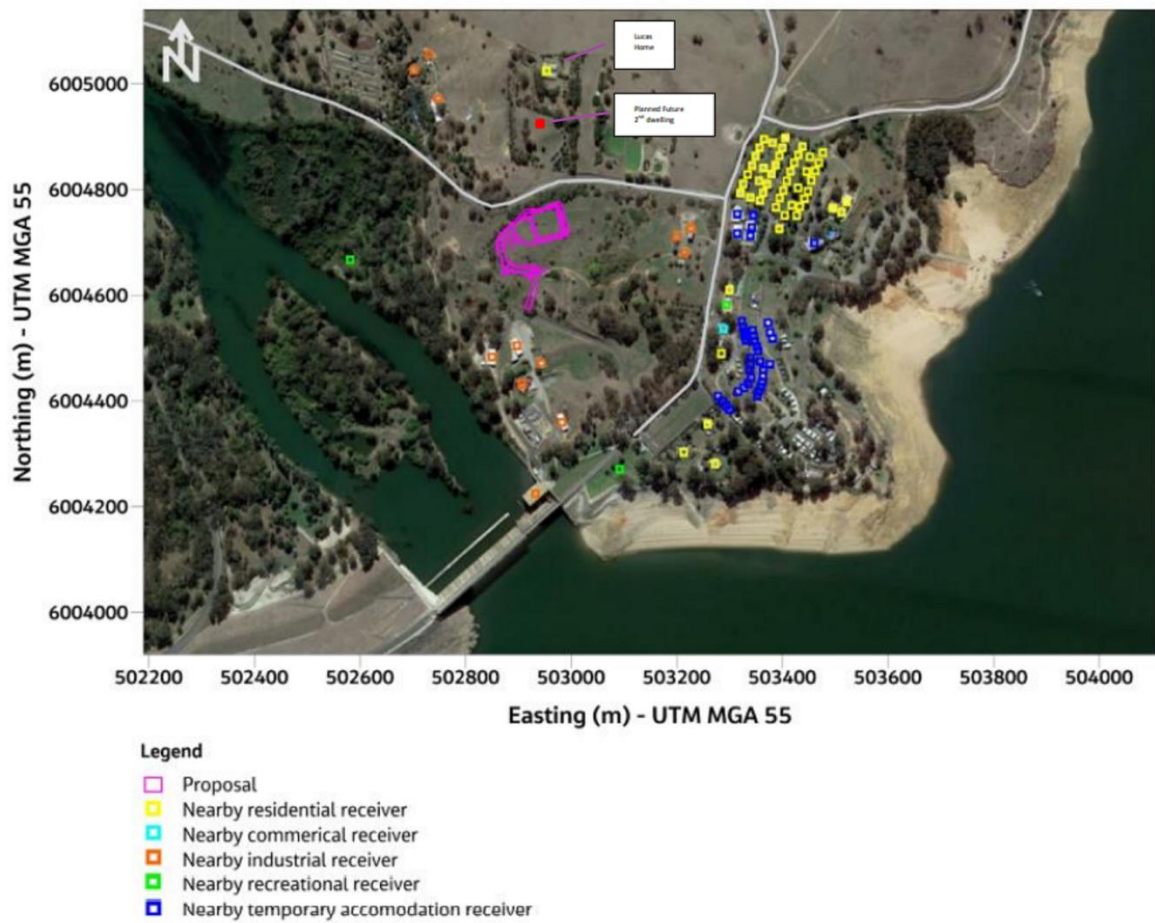 N
Lucas
Home
Planned Future
2nd dwelling
6005000
6004800
6004600
6004400
6004200
6004000
Northing (m) - UTM MGA 55
502200 502400 502600 502800 503000 503200 503400 503600 503800 504000
Easting (m) - UTM MGA 55
Legend
Proposal
Nearby residential receiver
Nearby commerical receiver
Nearby industrial receiver
Nearby recreational receiver
Nearby temporary accomodation receiver